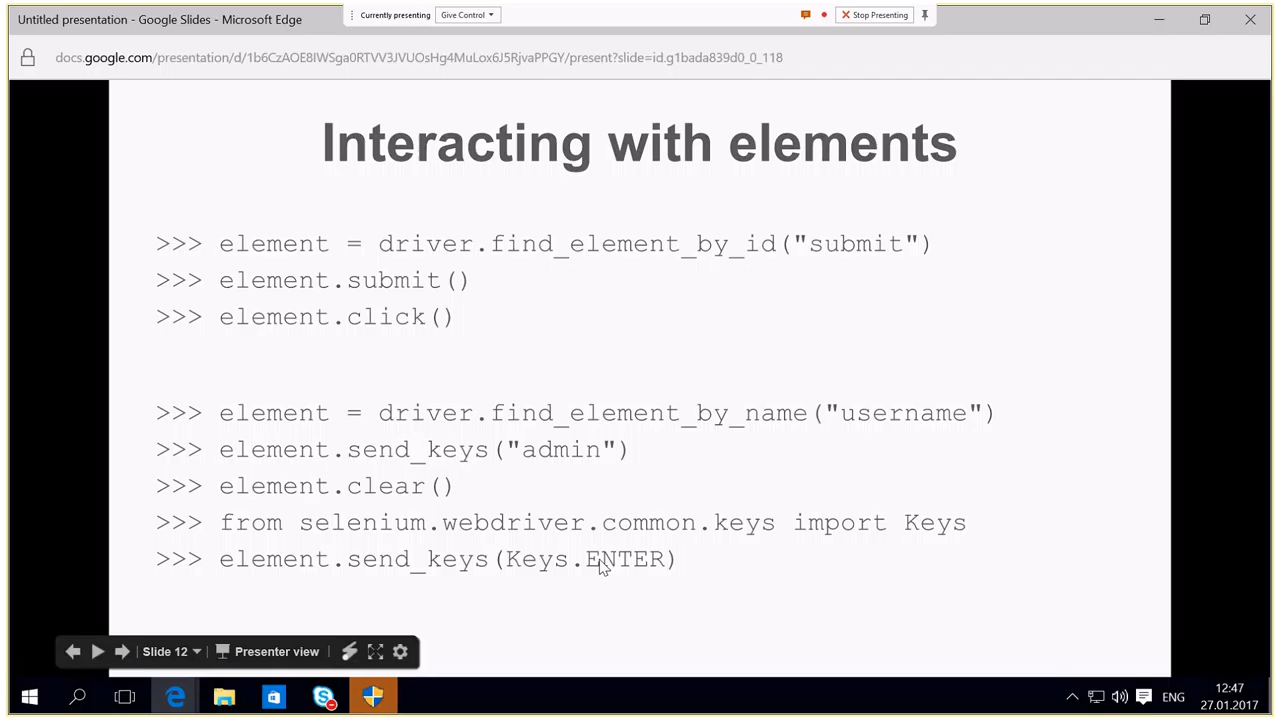 Untitled presentation - Google Slides - Microsoft Edge
Currently presenting
Give Control
Stop Presenting
docs.google.com/presentation/d/1b6CzAOE8IWSga0RTVV3JVUOsHg4MuLox6J5RjvaPPGY/present?slide=id.g1bada839d0_0_118
Interacting with elements
>>> element = driver.find_element_by_id("submit")
>>> element.submit()
>>> element.click()
>>> element = driver.find_element_by_name("username")
>>> element.send_keys("admin")
>>> element.clear()
>>> from selenium.webdriver.common.keys import Keys
>>> element.send_keys(Keys.ENTER)
Slide 12
Presenter view
ENG
12:47
27.01.2017